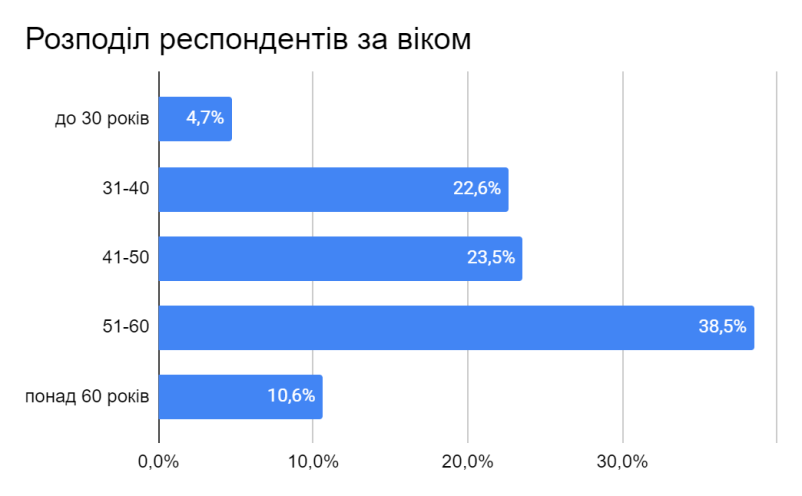 Розподіл респондентів за віком
до 30 років 4,7%
31-40 22,6%
41-50 23,5%
51-60 38,5%
понад 60 років 10,6%
0,0% 10,0% 20,0% 30,0%